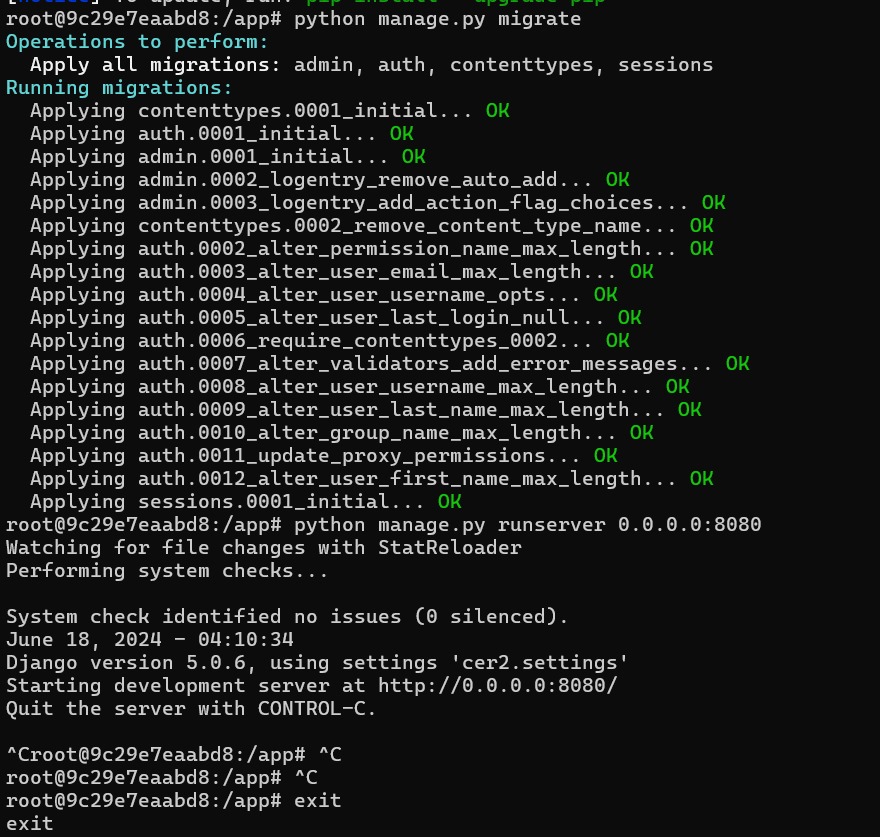 [notice] To update, run: pip install --upgrade pip
root@9c29e7eaabd8:/app# python manage.py migrate
Operations to perform:
  Apply all migrations: admin, auth, contenttypes, sessions
Running migrations:
  Applying contenttypes.0001_initial... OK
  Applying auth.0001_initial... OK
  Applying admin.0001_initial... OK
  Applying admin.0002_logentry_remove_auto_add... OK
  Applying admin.0003_logentry_add_action_flag_choices... OK
  Applying contenttypes.0002_remove_content_type_name... OK
  Applying auth.0002_alter_permission_name_max_length... OK
  Applying auth.0003_alter_user_email_max_length... OK
  Applying auth.0004_alter_user_username_opts... OK
  Applying auth.0005_alter_user_last_login_null... OK
  Applying auth.0006_require_contenttypes_0002... OK
  Applying auth.0007_alter_validators_add_error_messages... OK
  Applying auth.0008_alter_user_username_max_length... OK
  Applying auth.0009_alter_user_last_name_max_length... OK
  Applying auth.0010_alter_group_name_max_length... OK
  Applying auth.0011_update_proxy_permissions... OK
  Applying auth.0012_alter_user_first_name_max_length... OK
  Applying sessions.0001_initial... OK
root@9c29e7eaabd8:/app# python manage.py runserver 0.0.0.0:8080
Watching for file changes with StatReloader
Performing system checks...

System check identified no issues (0 silenced).
June 18, 2024 - 04:10:34
Django version 5.0.6, using settings 'cer2.settings'
Starting development server at http://0.0.0.0:8080/
Quit the server with CONTROL-C.

^Croot@9c29e7eaabd8:/app# ^C
root@9c29e7eaabd8:/app# ^C
root@9c29e7eaabd8:/app# exit
exit